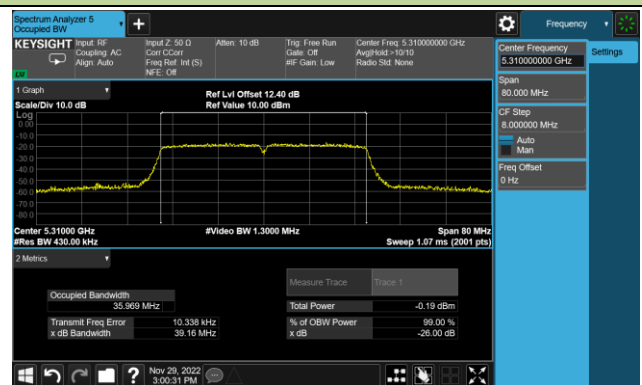 Spectrum Analyzer 5
Occupied BW
+
Frequency
KEYSIGHT
Input: RF
Coupling: AC
Align: Auto
Input Z: 50 Ω
Corr CCorr
Freq Ref: Int (S)
NFE: Off
Atten: 10 dB
Trig: Free Run
Gate: Off
#IF Gain: Low
Center Freq: 5.310000000 GHz
Avg|Hold:>10/10
Radio Std: None
LXI
Center Frequency
5.310000000 GHz
Settings
Span
80.000 MHz
CF Step
8.000000 MHz
Auto
Man
Freq Offset
0 Hz
1 Graph
Scale/Div 10.0 dB
Ref Lvl Offset 12.40 dB
Ref Value 10.00 dBm
Log
0.00
-10.0
-20.0
-30.0
-40.0
-50.0
-60.0
-70.0
-80.0
Center 5.31000 GHz
#Video BW 1.3000 MHz
Span 80 MHz
#Res BW 430.00 kHz
Sweep 1.07 ms (2001 pts)
2 Metrics
Measure Trace
Trace 1
Occupied Bandwidth
35.969 MHz
Total Power
-0.19 dBm
Transmit Freq Error
10.338 kHz
% of OBW Power
99.00 %
x dB Bandwidth
39.16 MHz
x dB
-26.00 dB
?
Nov 29, 2022
3:00:31 PM